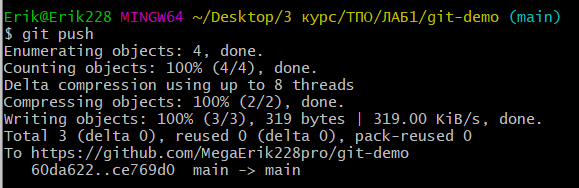 Erik@Erik228 MINGW64 ~/Desktop/3 курс/ТПО/ЛАБ1/git-demo (main)
$ git push
Enumerating objects: 4, done.
Counting objects: 100% (4/4), done.
Delta compression using up to 8 threads
Compressing objects: 100% (2/2), done.
Writing objects: 100% (3/3), 319 bytes | 319.00 KiB/s, done.
Total 3 (delta 0), reused 0 (delta 0), pack-reused 0
To https://github.com/MegaErik228pro/git-demo
   60da622..ce769d0  main -> main